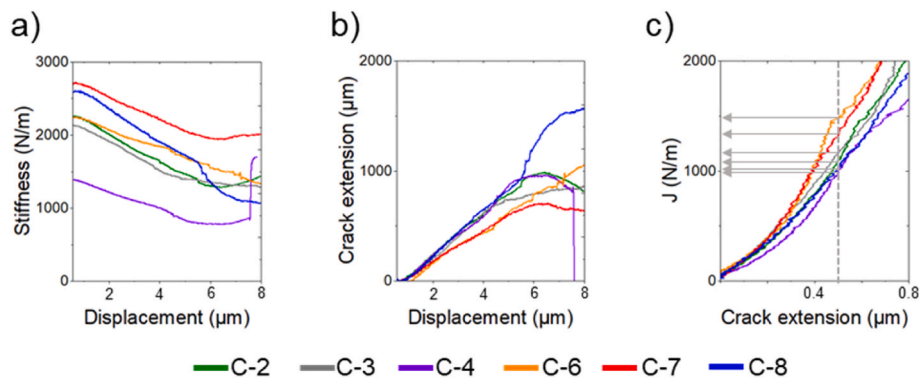 a)
Stiffness (N/m)
3000
2000
1000
0
2 4 6 8
Displacement (μm)
b)
Crack extension (μm)
2000
1000
0
2 4 6 8
Displacement (μm)
c)
J (N/m)
2000
1000
0
0.4 0.8
Crack extension (μm)
C-2 C-3 C-4 C-6 C-7 C-8